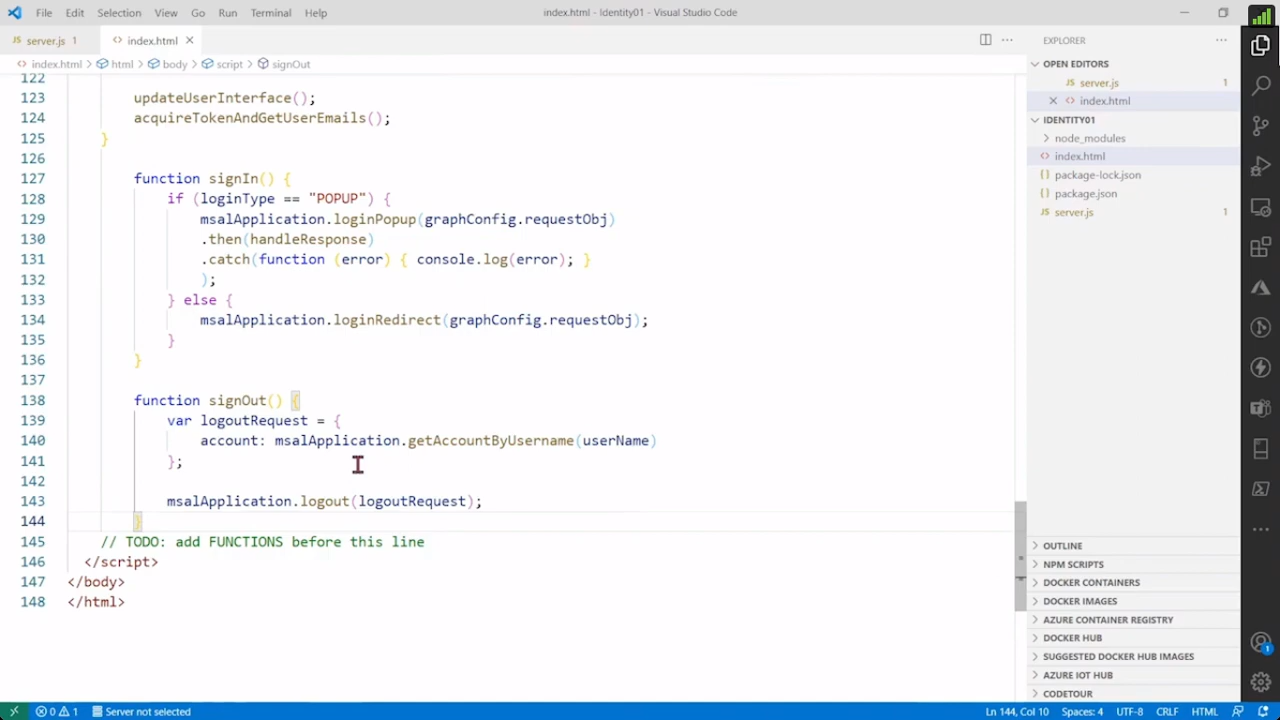 File Edit Selection View Go Run Terminal Help
index.html - Identity01 - Visual Studio Code
JS server.js 1
<> index.html
<> index.html > html > body > script > signOut
122
123 updateUserInterface();
124 acquireTokenAndGetUserEmails();
125 }
126
127 function signIn() {
128 if (loginType == "POPUP") {
129 msalApplication.loginPopup(graphConfig.requestObj)
130 .then(handleResponse)
131 .catch(function (error) { console.log(error); }
132 );
133 } else {
134 msalApplication.loginRedirect(graphConfig.requestObj);
135 }
136 }
137
138 function signOut() {
139 var logoutRequest = {
140 account: msalApplication.getAccountByUsername(userName)
141 };
142
143 msalApplication.logout(logoutRequest);
144 }
145 // TODO: add FUNCTIONS before this line
146 </script>
147 </body>
148 </html>
EXPLORER
OPEN EDITORS
JS server.js 1
<> index.html
IDENTITY01
node_modules
<> index.html
package-lock.json
package.json
JS server.js 1
OUTLINE
NPM SCRIPTS
DOCKER CONTAINERS
DOCKER IMAGES
AZURE CONTAINER REGISTRY
DOCKER HUB
SUGGESTED DOCKER HUB IMAGES
AZURE IOT HUB
CODETOUR
1
0 1 Server not selected
Ln 144, Col 10 Spaces: 4 UTF-8 CRLF HTML